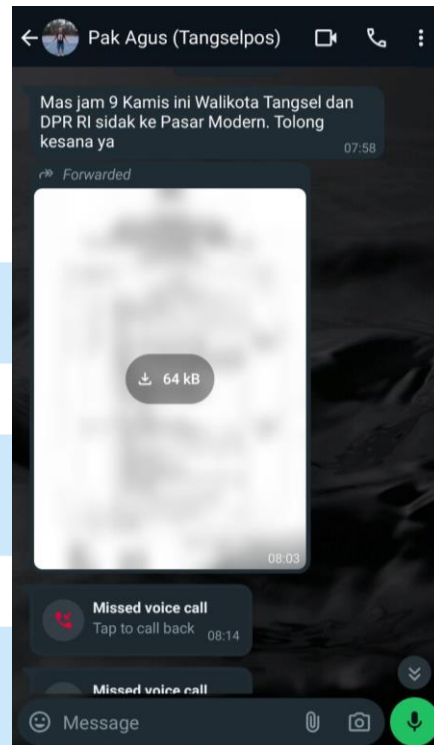 Pak Agus (Tangselpos)
Mas jam 9 Kamis ini Walikota Tangsel dan
DPR RI sidak ke Pasar Modern. Tolong
kesana ya
07:58
Forwarded
64 kB
08:03
Missed voice call
Tap to call back 08:14
Missed voice call
Message